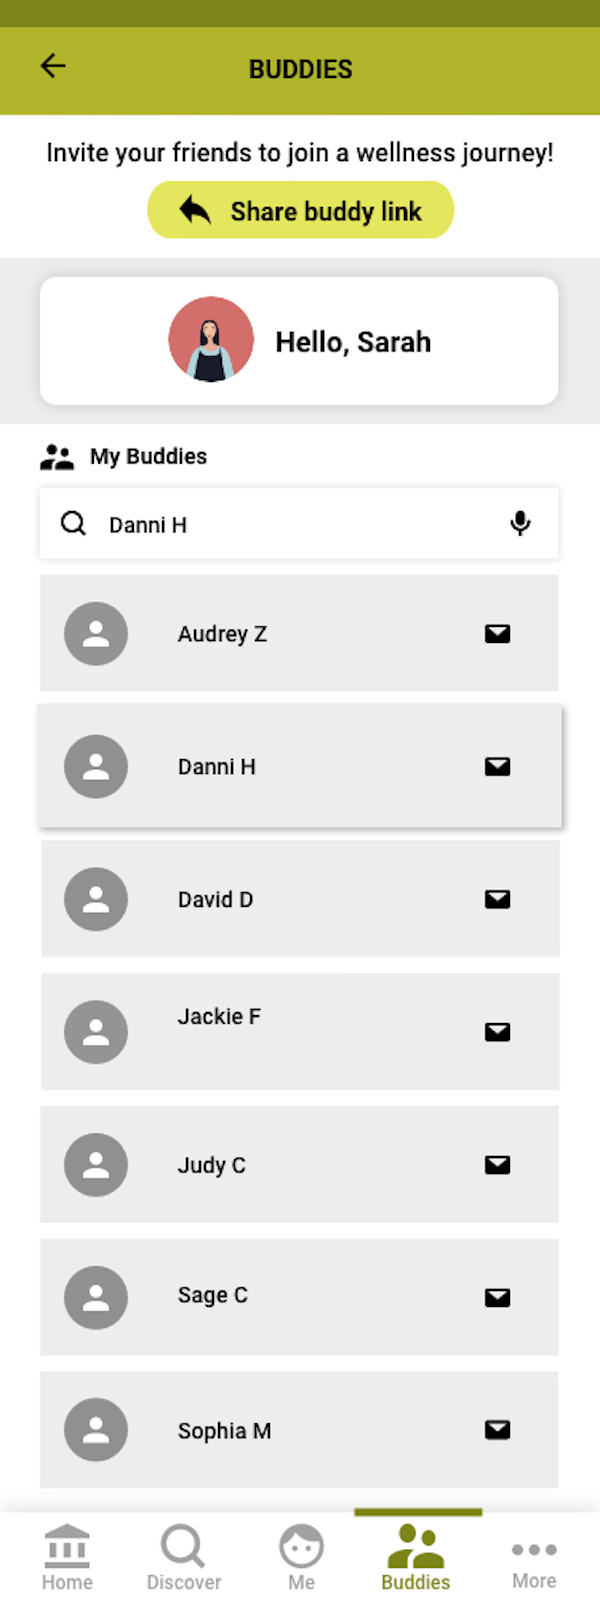 BUDDIES
Invite your friends to join a wellness journey!
Share buddy link
Hello, Sarah
My Buddies
Danni H
Audrey Z
Danni H
David D
Jackie F
Judy C
Sage C
Sophia M
Home Discover Me Buddies More